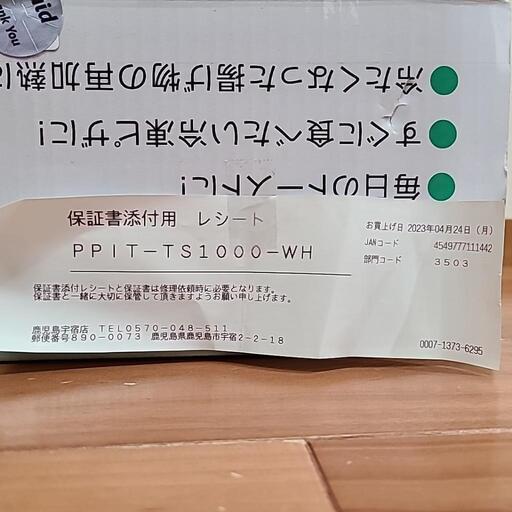 aid
Thank You
冷たくなった揚げ物の再加熱に
すぐに食べたい冷凍ピザに!
毎日のトーストに!
保証書添付用 レシート
PPIT-TS1000-WH
お買上げ日 2023年04月24日(月)
JANコード 4549777111442
部門コード 3503
保証書添付レシートと保証書は修理依頼時に必要となります。
保証書と一緒に大切に保管して頂きますようお願い申し上げます。
鹿児島宇宿店 TEL0570-048-511
郵便番号890-0073 鹿児島県鹿児島市宇宿2-2-18
0007-1373-6295